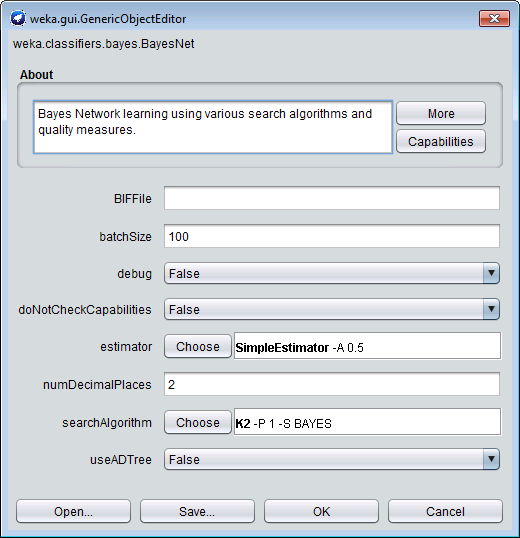 weka.gui.GenericObjectEditor
weka.classifiers.bayes.BayesNet
About
Bayes Network learning using various search algorithms and
quality measures.
More
Capabilities
BIFFile
batchSize 100
debug False
doNotCheckCapabilities False
estimator Choose SimpleEstimator -A 0.5
numDecimalPlaces 2
searchAlgorithm Choose K2 -P 1 -S BAYES
useADTree False
Open... Save... OK Cancel